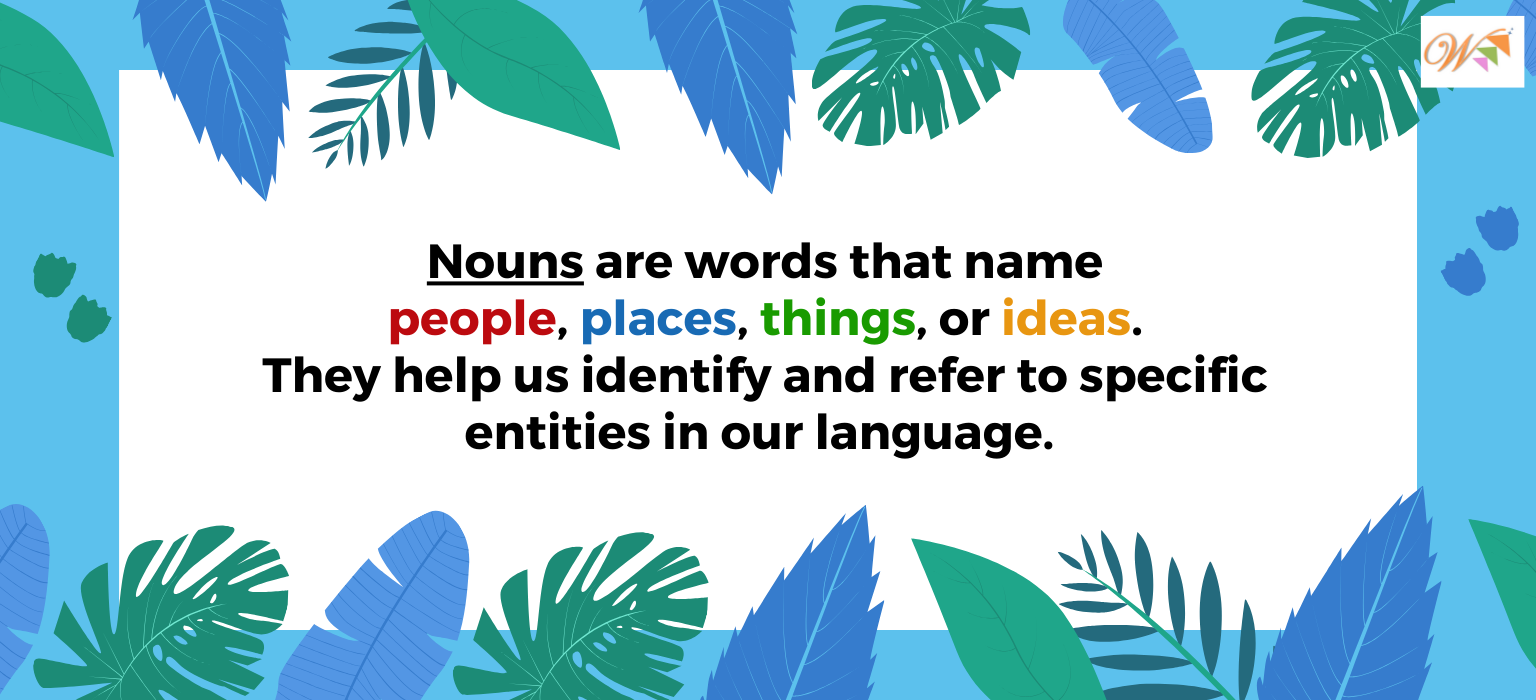 W
Nouns are words that name
people, places, things, or ideas.
They help us identify and refer to specific
entities in our language.